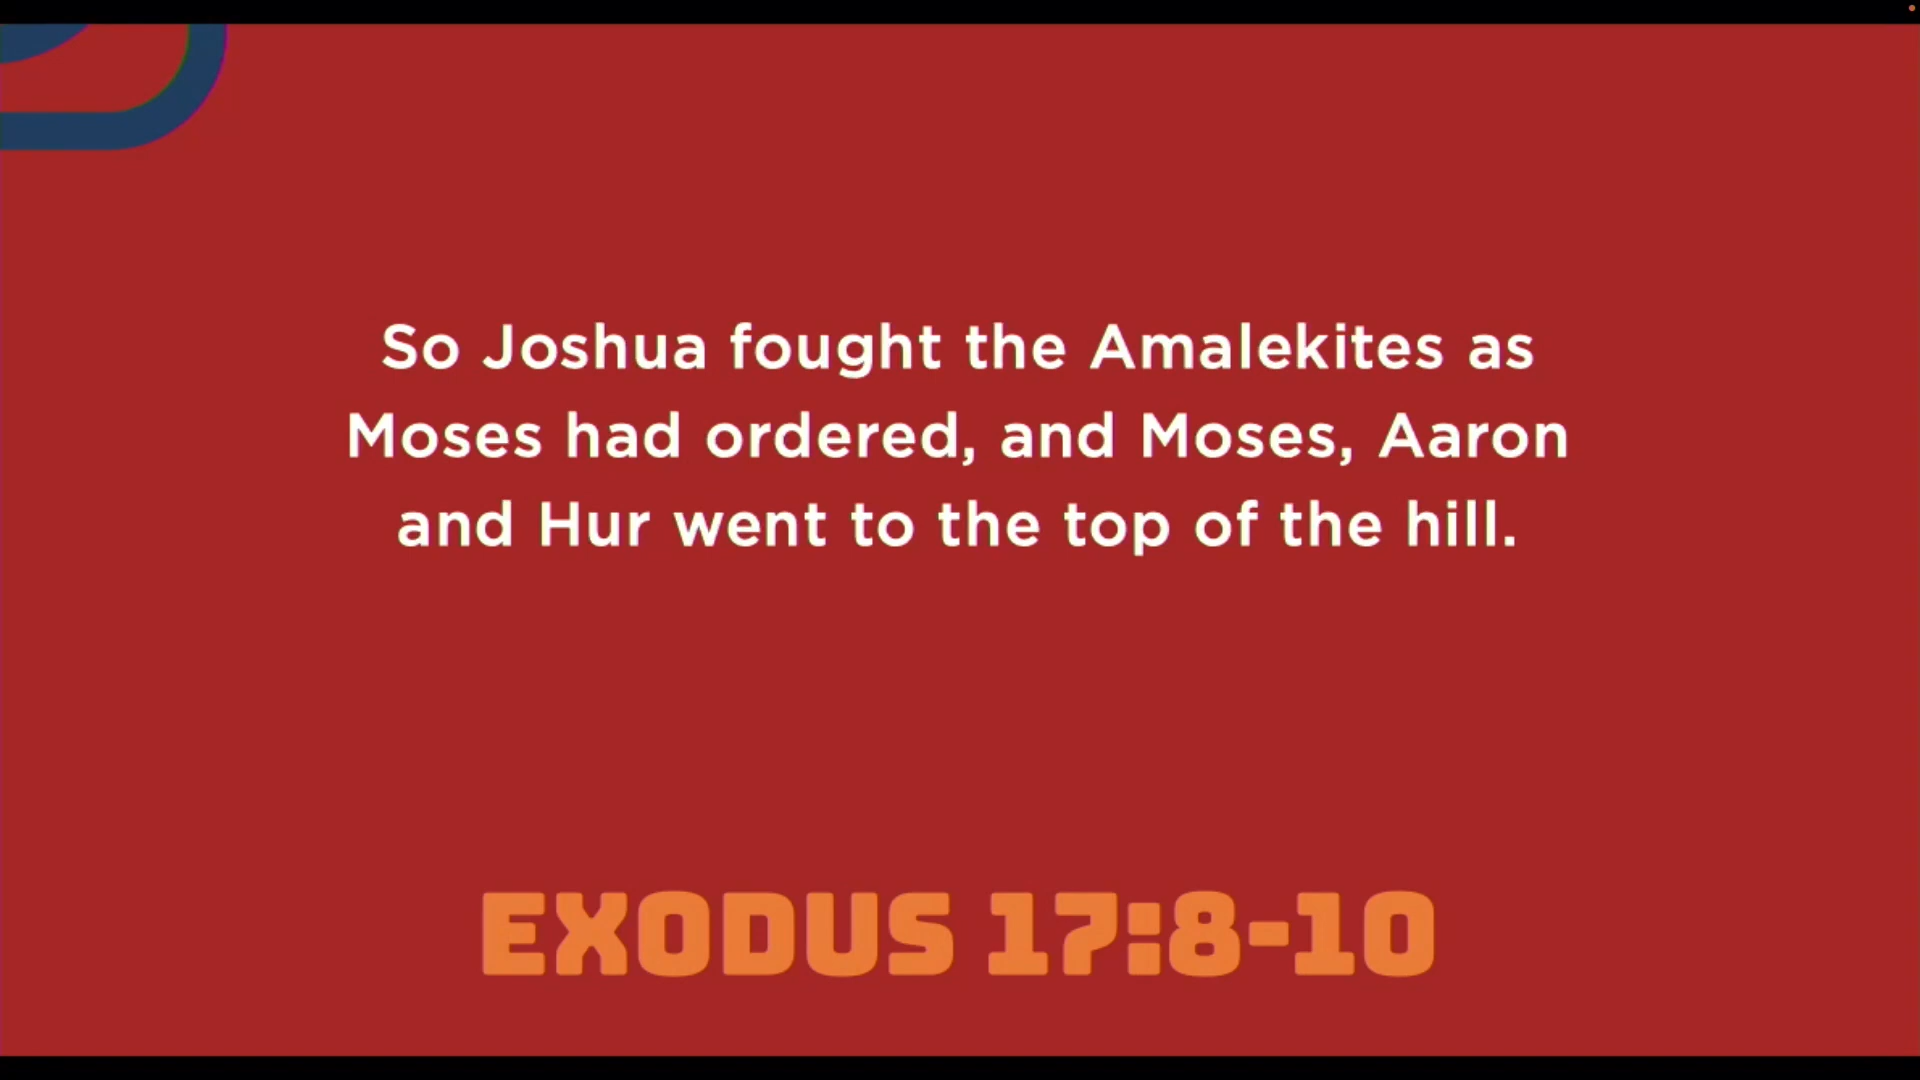 So Joshua fought the Amalekites as
Moses had ordered, and Moses, Aaron
and Hur went to the top of the hill.
EXODUS 17:8-10